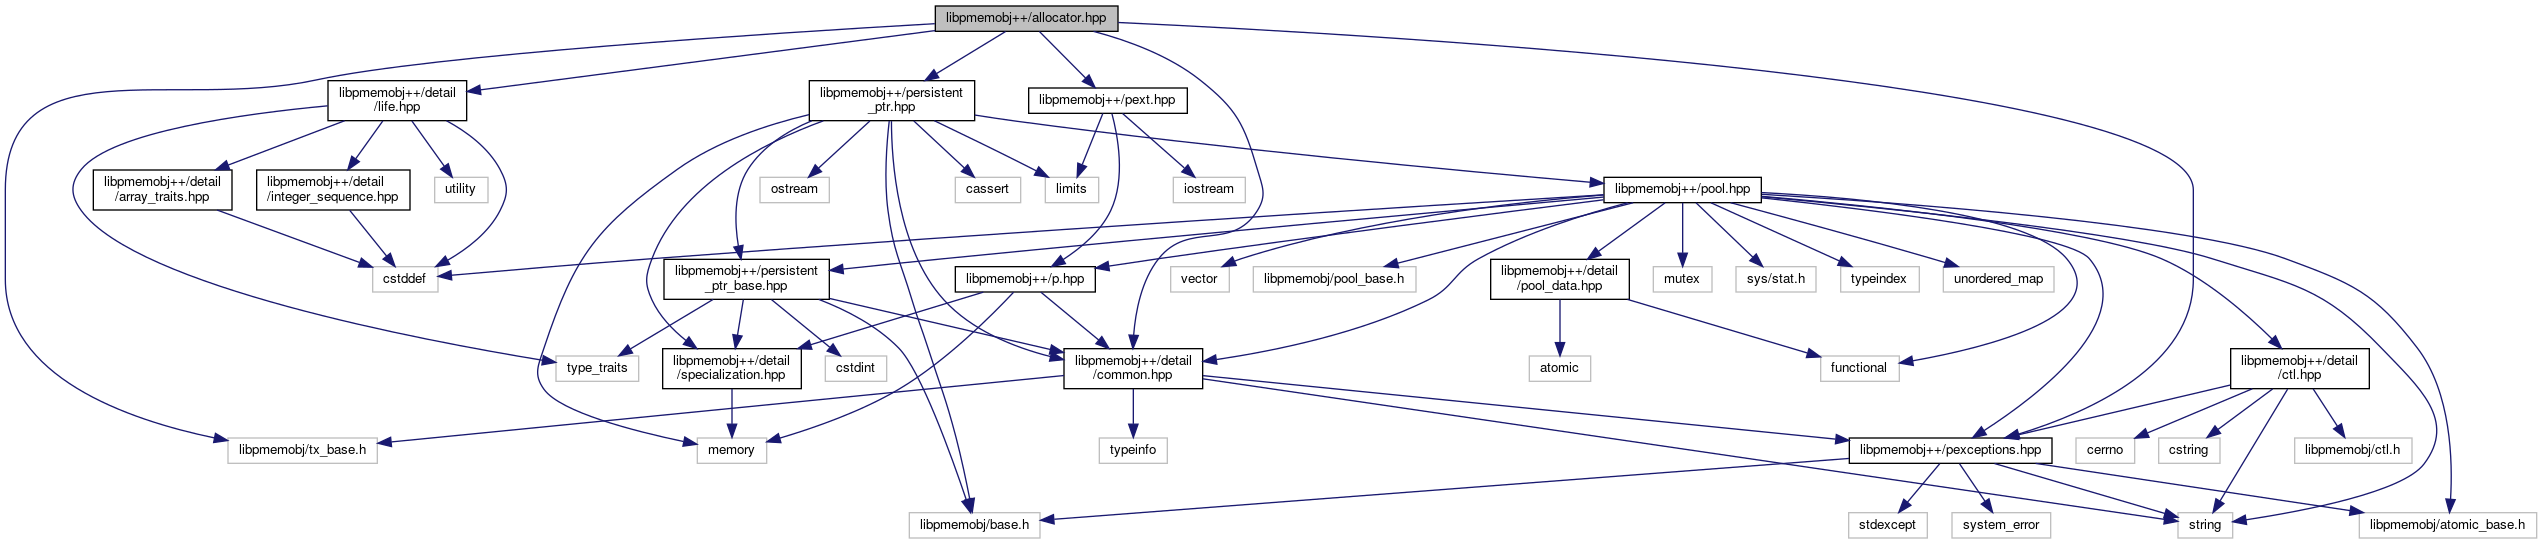 libpmemobj++/allocator.hpp
libpmemobj++/detail
/life.hpp
libpmemobj++/persistent
_ptr.hpp
libpmemobj++/pext.hpp
libpmemobj++/detail
/array_traits.hpp
libpmemobj++/detail
/integer_sequence.hpp
utility
ostream
cassert
limits
iostream
libpmemobj++/pool.hpp
cstddef
libpmemobj++/persistent
_ptr_base.hpp
libpmemobj++/p.hpp
vector
libpmemobj/pool_base.h
libpmemobj++/detail
/pool_data.hpp
mutex
sys/stat.h
typeindex
unordered_map
type_traits
libpmemobj++/detail
/specialization.hpp
cstdint
libpmemobj++/detail
/common.hpp
atomic
functional
libpmemobj++/detail
/ctl.hpp
libpmemobj/tx_base.h
memory
typeinfo
libpmemobj++/pexceptions.hpp
cerrno
cstring
libpmemobj/ctl.h
libpmemobj/base.h
stdexcept
system_error
string
libpmemobj/atomic_base.h